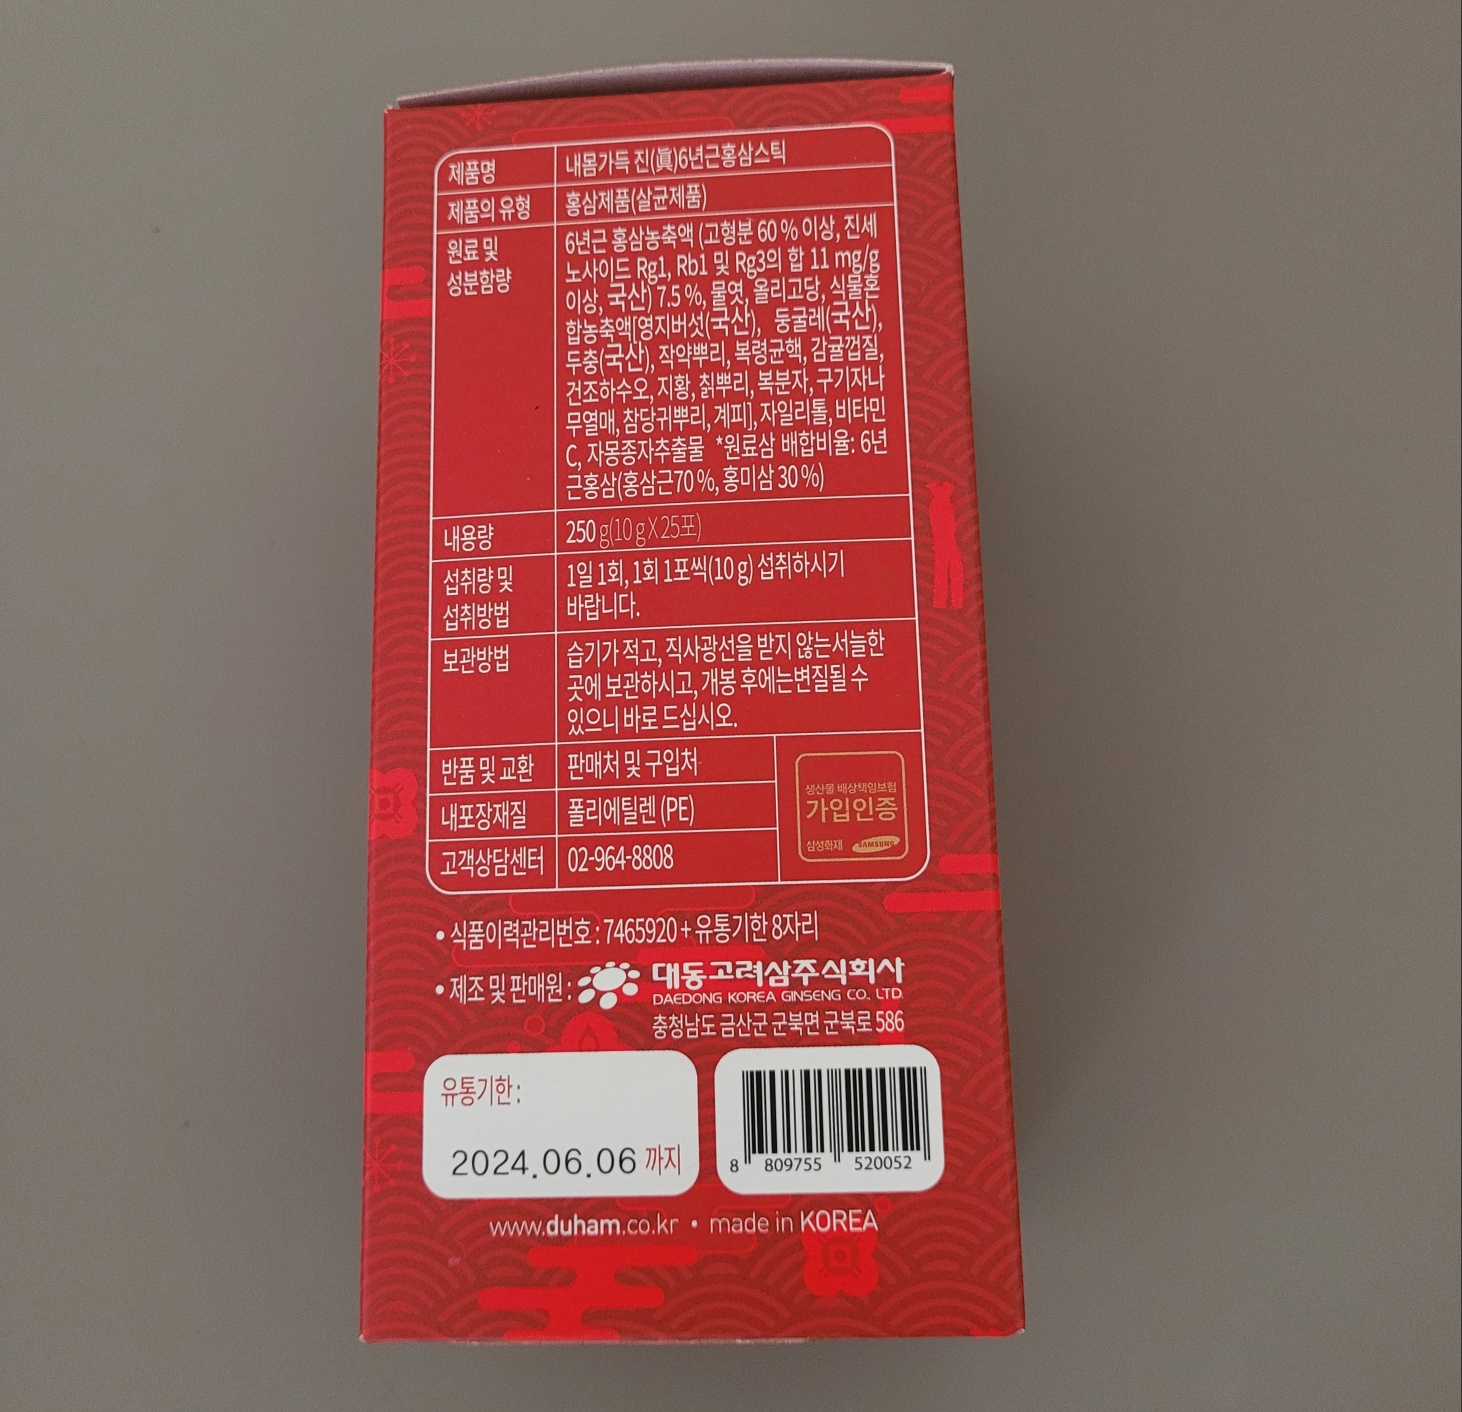 제품명 내몸가득 진(眞)6년근홍삼스틱
제품의 유형 홍삼제품(살균제품)
원료 및 6년근 홍삼농축액 (고형분 60 % 이상, 진세
성분함량 노사이드 Rg1, Rb1 및 Rg3의 합 11 mg/g
이상, 국산) 7.5 %, 물엿, 올리고당, 식물혼
합농축액[영지버섯(국산), 둥굴레(국산),
두충(국산), 작약뿌리, 복령균핵, 감귤껍질,
건조하수오, 지황, 칡뿌리, 복분자, 구기자나
무열매, 참당귀뿌리, 계피], 자일리톨, 비타민
C, 자몽종자추출물 *원료삼 배합비율: 6년
근홍삼(홍삼근70 %, 홍미삼 30 %)
내용량 250 g(10 g X 25포)
섭취량 및 1일 1회, 1회 1포씩(10 g) 섭취하시기
섭취방법 바랍니다.
보관방법 습기가 적고, 직사광선을 받지 않는서늘한
곳에 보관하시고, 개봉 후에는변질될 수
있으니 바로 드십시오.
반품 및 교환 판매처 및 구입처
내포장재질 폴리에틸렌 (PE)
고객상담센터 02-964-8808
생산물 배상책임보험
가입인증
삼성화재 SAMSUNG
• 식품이력관리번호 : 7465920 + 유통기한 8자리
• 제조 및 판매원 : 대동고려삼주식회사
DAEDONG KOREA GINSENG CO. LTD.
충청남도 금산군 군북면 군북로 586
유통기한 :
2024.06.06 까지
8 809755 520052
www.duham.co.kr • made in KOREA